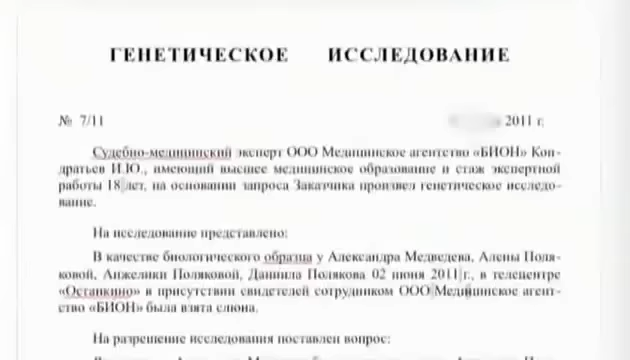 ГЕНЕТИЧЕСКОЕ ИССЛЕДОВАНИЕ
№ 7/11
2011 г.
Судебно-медицинский эксперт ООО Медицинское агентство «БИОН» Кон-
дратьев И.Ю., имеющий высшее медицинское образование и стаж экспертной
работы 18 лет, на основании запроса Заказчика произвел генетическое исследо-
вание.
На исследование представлено:
В качестве биологического образца у Александра Медведева, Алены Поля-
ковой, Анжелики Поляковой, Даниила Полякова 02 июня 2011 г., в телецентре
«Останкино» в присутствии свидетелей сотрудником ООО Медицинское агент-
ство «БИОН» была взята слюна.
На разрешение исследования поставлен вопрос: